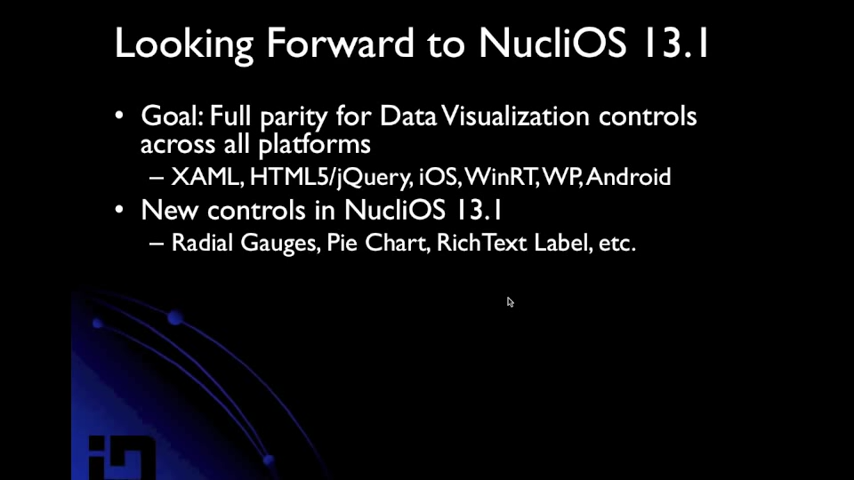 Looking Forward to NucliOS 13.1
• Goal: Full parity for Data Visualization controls
across all platforms
– XAML, HTML5/jQuery, iOS, WinRT, WP, Android
• New controls in NucliOS 13.1
– Radial Gauges, Pie Chart, RichText Label, etc.